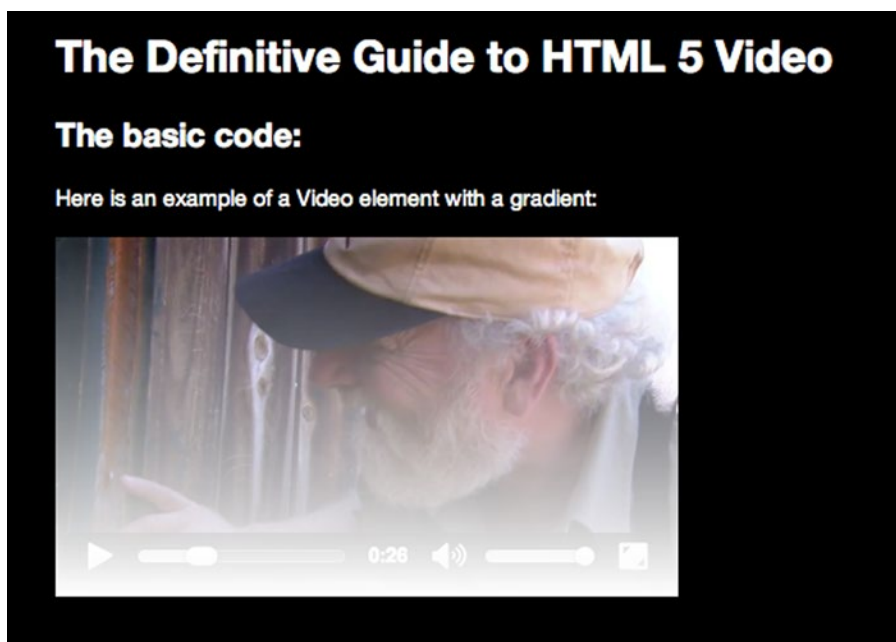 The Definitive Guide to HTML 5 Video
The basic code:
Here is an example of a Video element with a gradient:
0:26